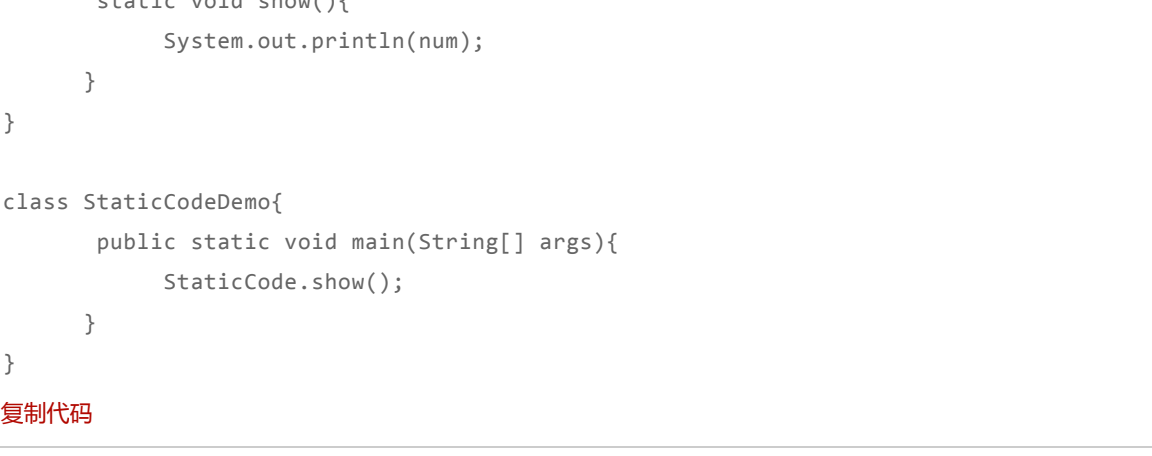 static void show(){
System.out.println(num);
}
}
class StaticCodeDemo{
public static void main(String[] args){
StaticCode.show();
}
}
复制代码